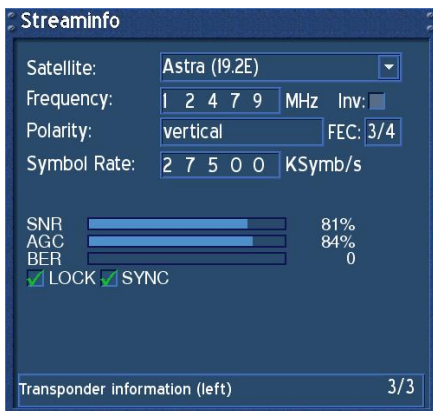 Streaminfo
Satellite: Astra (19.2E)
Frequency: 1 2 4 7 9 MHz Inv:
Polarity: vertical FEC: 3/4
Symbol Rate: 2 7 5 0 0 KSymb/s
SNR 81%
AGC 84%
BER 0
LOCK SYNC
Transponder information (left) 3/3